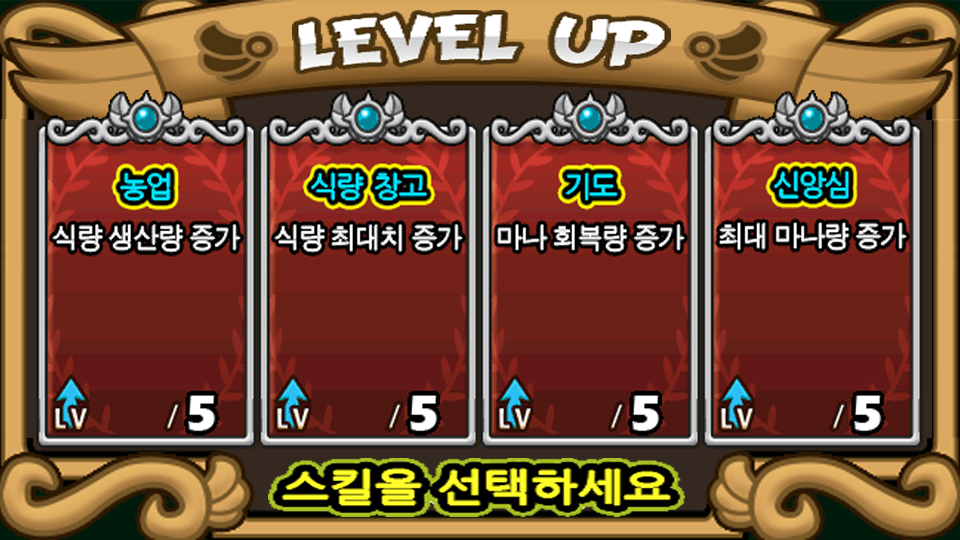 LEVEL UP
농업
식량 생산량 증가
LV / 5
식량 창고
식량 최대치 증가
LV / 5
기도
마나 회복량 증가
LV / 5
신앙심
최대 마나량 증가
LV / 5
스킬을 선택하세요